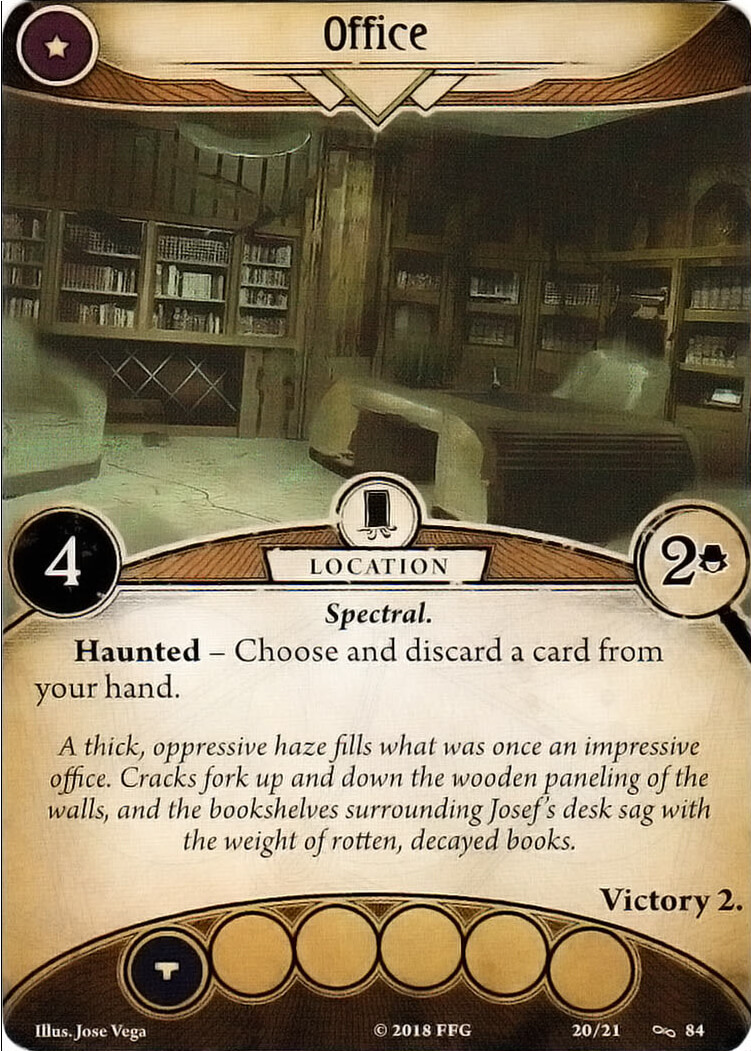 Office
4
2
LOCATION
Spectral.
Haunted – Choose and discard a card from
your hand.
A thick, oppressive haze fills what was once an impressive
office. Cracks fork up and down the wooden paneling of the
walls, and the bookshelves surrounding Josef's desk sag with
the weight of rotten, decayed books.
Victory 2.
Illus. Jose Vega
© 2018 FFG
20/21
84